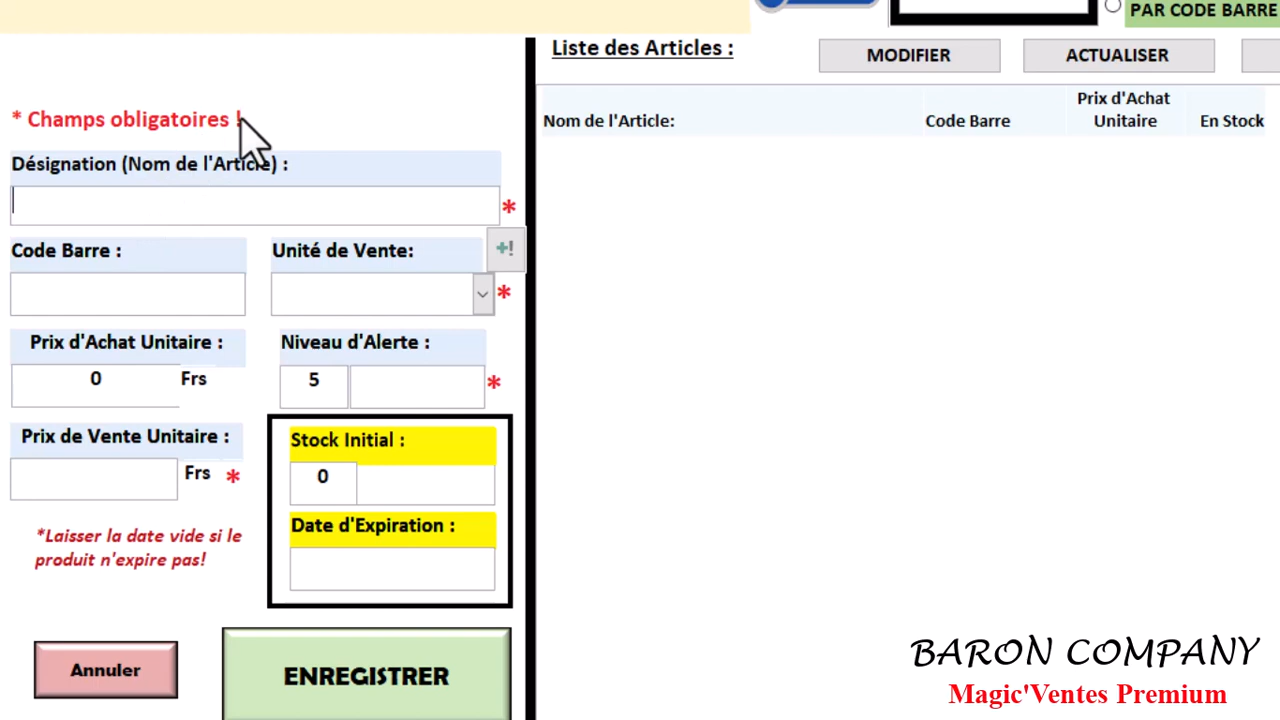 PAR CODE BARRE
Liste des Articles :
MODIFIER
ACTUALISER
* Champs obligatoires !
Nom de l'Article:
Code Barre
Prix d'Achat
Unitaire :
En Stock
Désignation (Nom de l'Article) :
*
Code Barre :
Unité de Vente:
+!
*
Prix d'Achat Unitaire :
Niveau d'Alerte :
0
Frs
5
*
Prix de Vente Unitaire :
Frs
*
Stock Initial :
0
Date d'Expiration :
*Laisser la date vide si le
produit n'expire pas!
Annuler
ENREGISTRER
BARON COMPANY
Magic'Ventes Premium